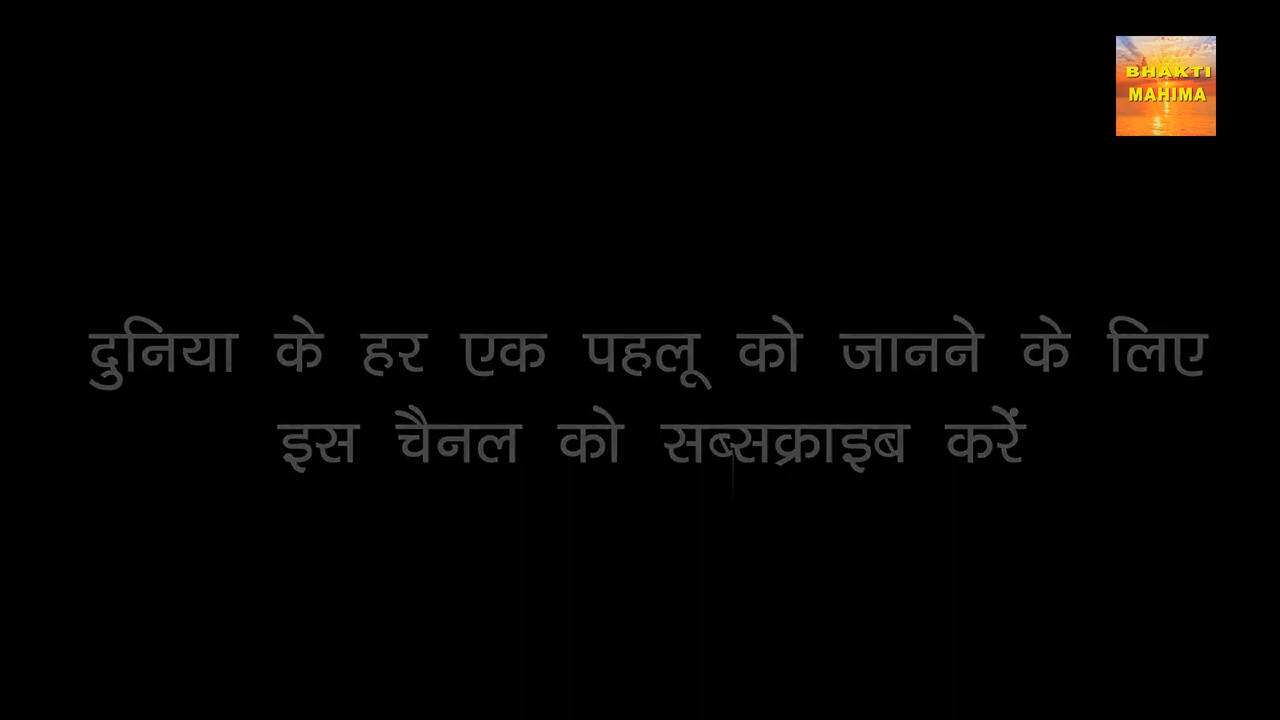 BHAKTI
MAHIMA
दुनिया के हर एक पहलू को जानने के लिए
इस चैनल को सब्सक्राइब करें